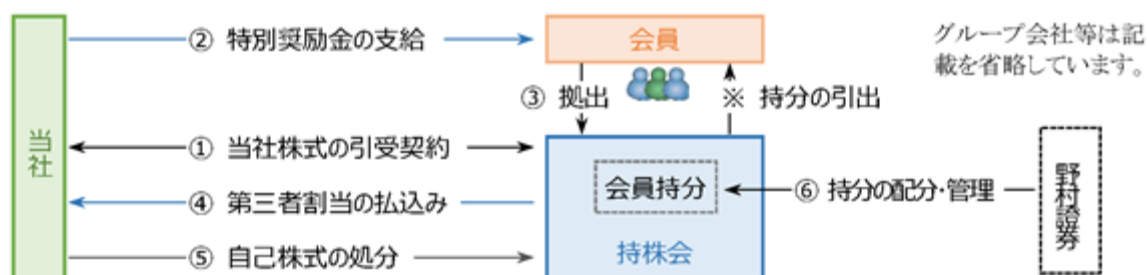 ② 特別奨励金の支給
会員
グループ会社等は記
載を省略しています。
③ 拠出
※ 持分の引出
当社
① 当社株式の引受契約
会員持分
⑥ 持分の配分・管理
野村證券
④ 第三者割当の払込み
⑤ 自己株式の処分
持株会